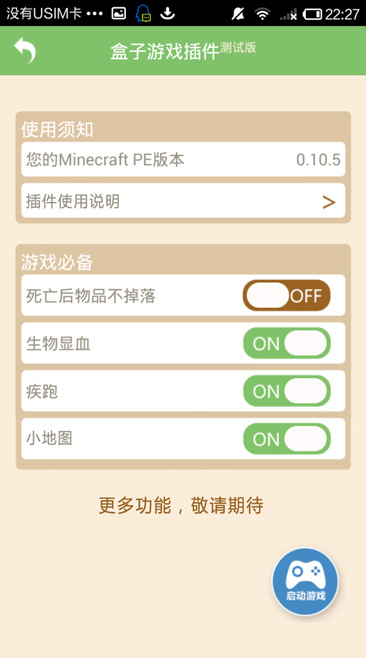 没有USIM卡 ••• 22:27
盒子游戏插件测试版
使用须知
您的Minecraft PE版本 0.10.5
插件使用说明 >
游戏必备
死亡后物品不掉落 OFF
生物显血 ON
疾跑 ON
小地图 ON
更多功能，敬请期待
启动游戏